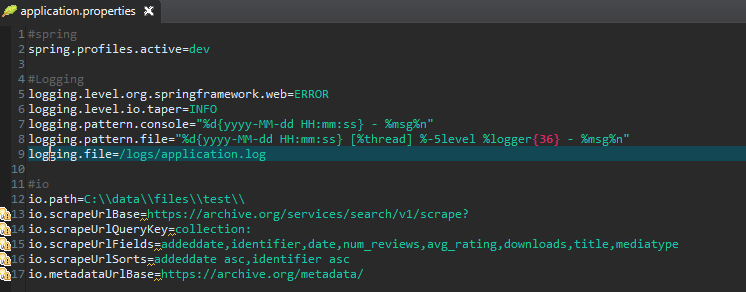 application.properties
1 #spring
2 spring.profiles.active=dev
3
4 #Logging
5 logging.level.org.springframework.web=ERROR
6 logging.level.io.taper=INFO
7 logging.pattern.console="%d{yyyy-MM-dd HH:mm:ss} - %msg%n"
8 logging.pattern.file="%d{yyyy-MM-dd HH:mm:ss} [%thread] %-5level %logger{36} - %msg%n"
9 logging.file=/logs/application.log
10
11 #io
12 io.path=C:\\data\\files\\test\\
13 io.scrapeUrlBase=https://archive.org/services/search/v1/scrape?
14 io.scrapeUrlQueryKey=collection:
15 io.scrapeUrlFields=addeddate,identifier,date,num_reviews,avg_rating,downloads,title,mediatype
16 io.scrapeUrlSorts=addeddate asc,identifier asc
17 io.metadataUrlBase=https://archive.org/metadata/